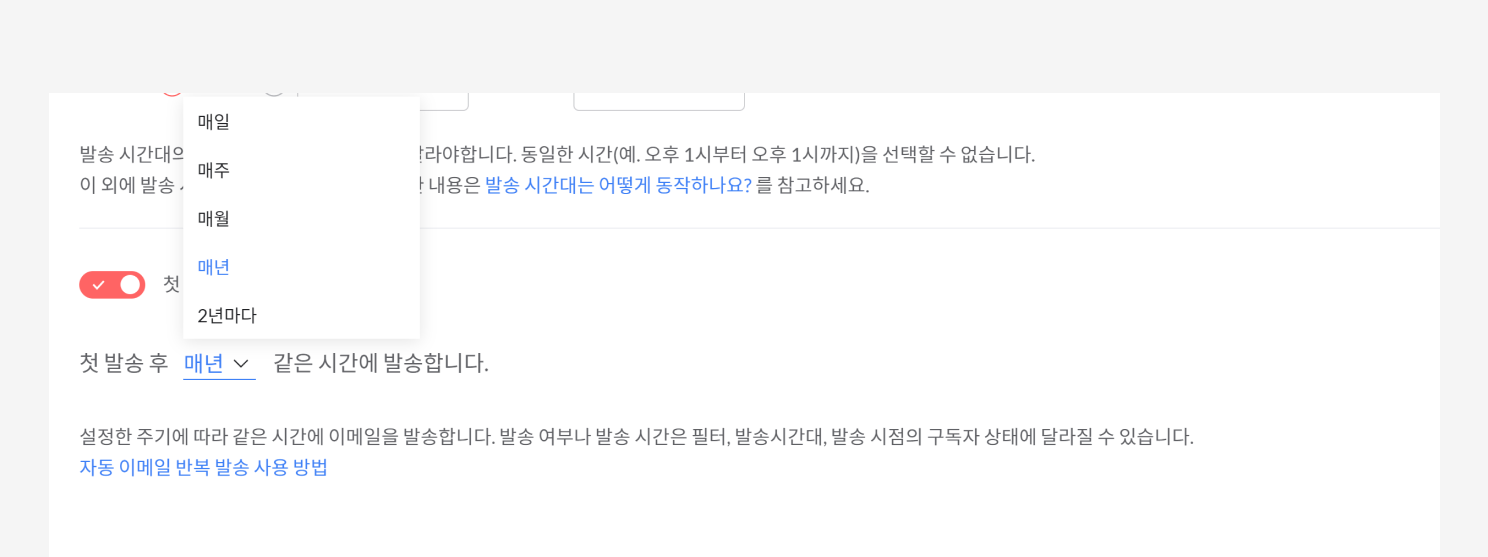 매일
매주
매월
매년
2년마다
발송 시간대의 달라야합니다. 동일한 시간(예. 오후 1시부터 오후 1시까지)을 선택할 수 없습니다.
이 외에 발송 내용은 발송 시간대는 어떻게 동작하나요? 를 참고하세요.
첫
첫 발송 후 매년 같은 시간에 발송합니다.
설정한 주기에 따라 같은 시간에 이메일을 발송합니다. 발송 여부나 발송 시간은 필터, 발송시간대, 발송 시점의 구독자 상태에 달라질 수 있습니다.
자동 이메일 반복 발송 사용 방법